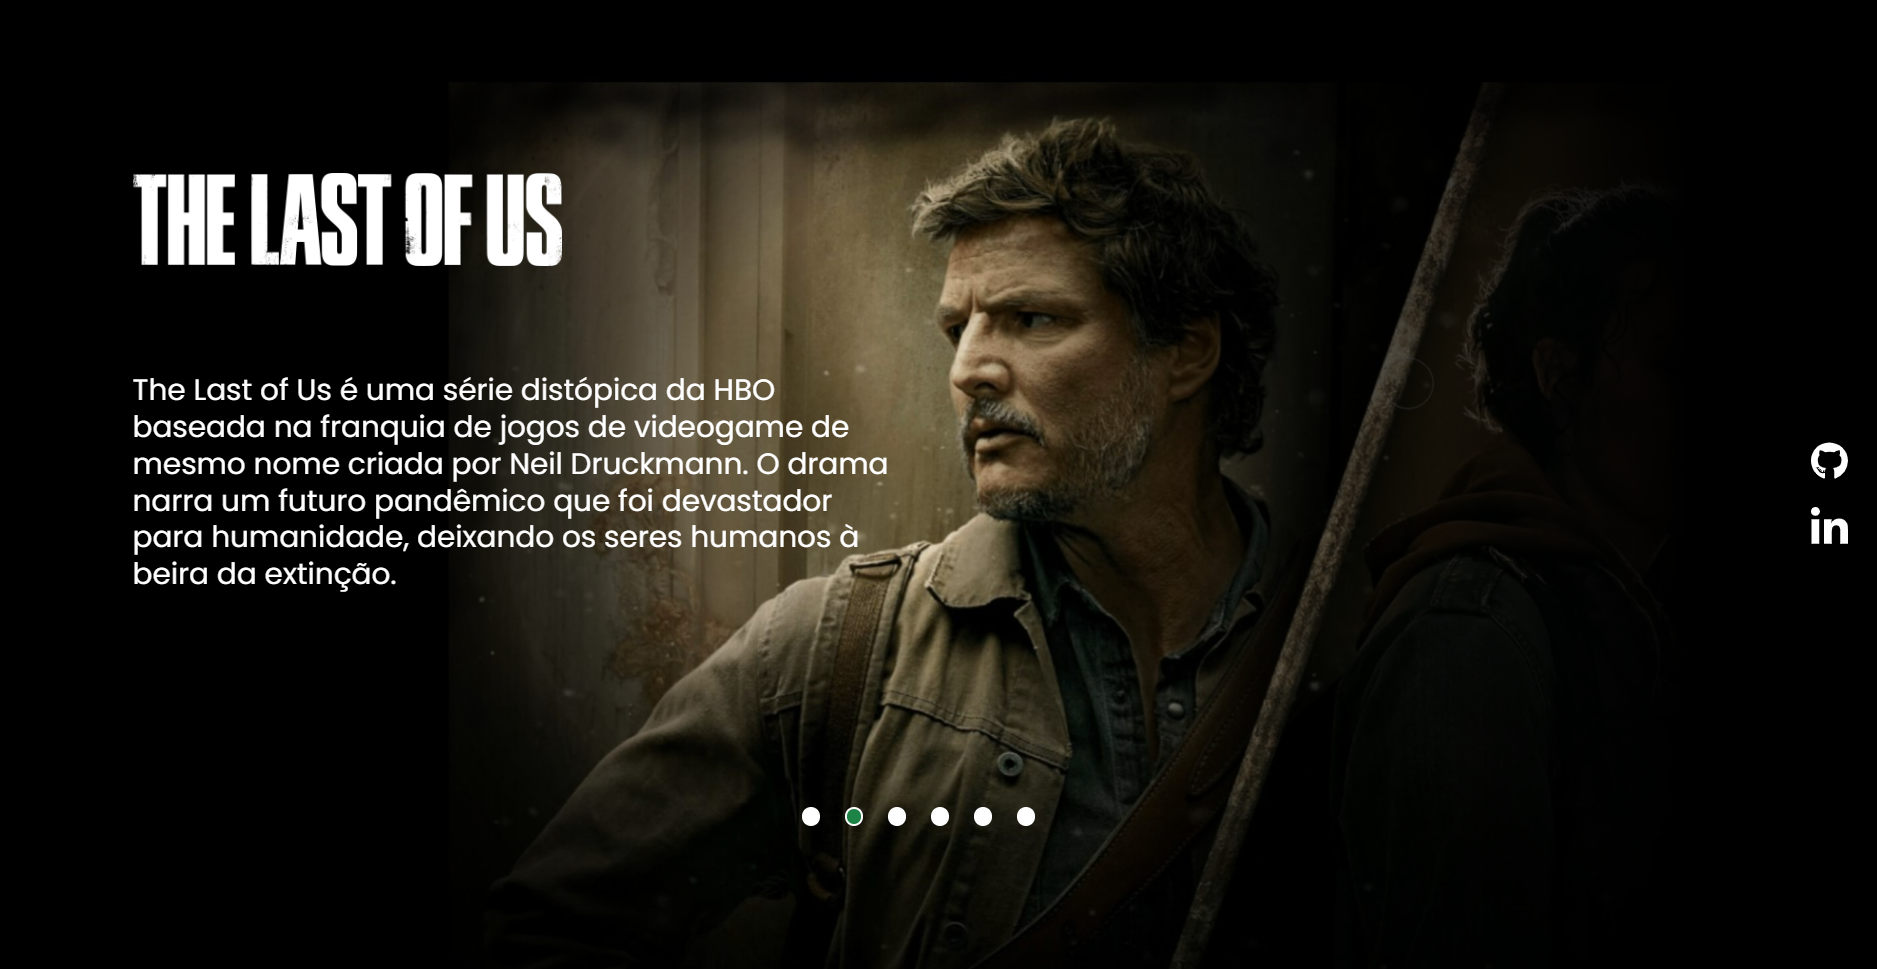 THE LAST OF US
The Last of Us é uma série distópica da HBO
baseada na franquia de jogos de videogame de
mesmo nome criada por Neil Druckmann. O drama
narra um futuro pandêmico que foi devastador
para humanidade, deixando os seres humanos à
beira da extinção.
in